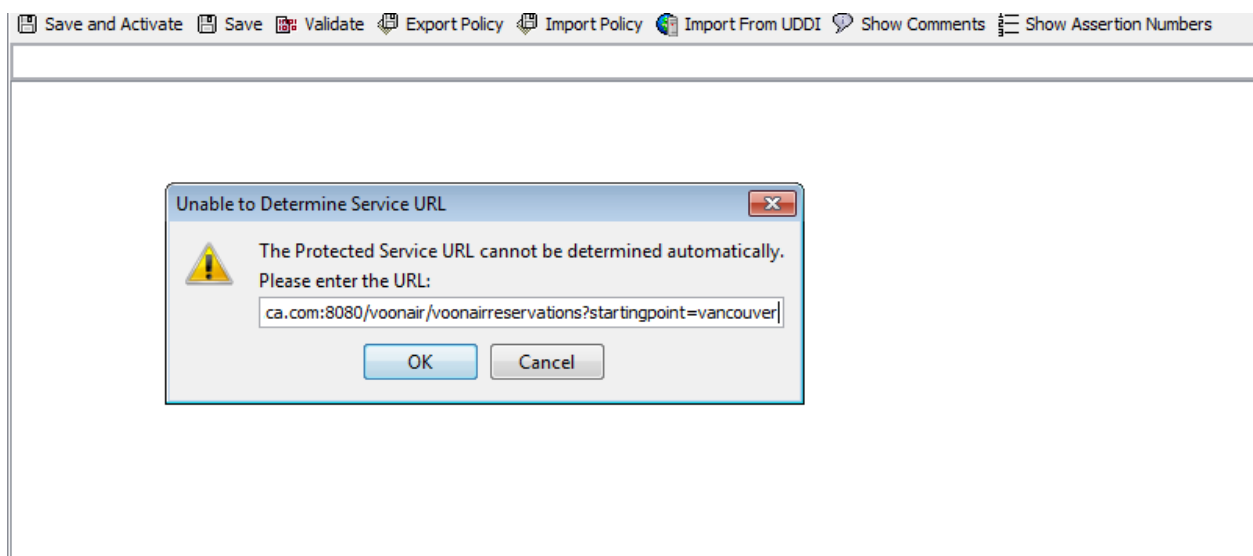 Save and Activate Save Validate Export Policy Import Policy Import From UDDI Show Comments Show Assertion Numbers
Unable to Determine Service URL
The Protected Service URL cannot be determined automatically.
Please enter the URL:
ca.com:8080/voonair/voonairreservations?startingpoint=vancouver
OK Cancel